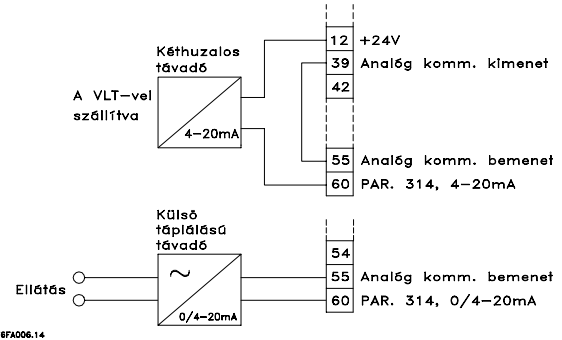 12 +24V
Kéthuzalos
távadó
39 Analóg komm. kimenet
42
A VLT-vel
szállítva
4-20mA
55 Analóg komm. bemenet
60 PAR. 314, 4-20mA
Külső
táplálású
távadó
54
Ellátás
~
55 Analóg komm. bemenet
60 PAR. 314, 0/4-20mA
0/4-20mA
6FA006.14